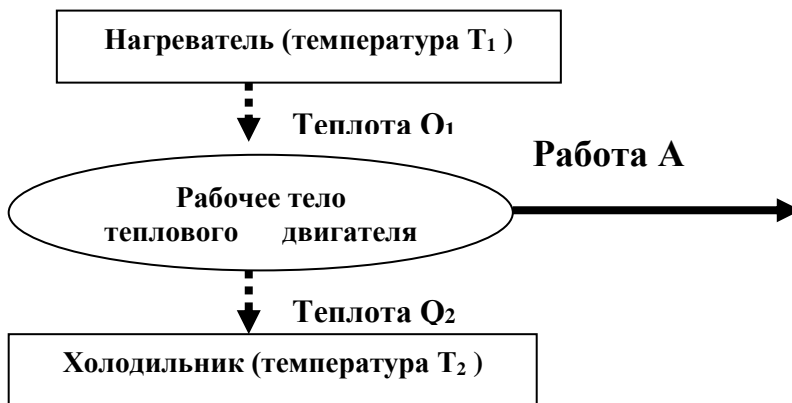 Нагреватель (температура T₁ )
Теплота Q₁
Работа A
Рабочее тело
теплового двигателя
Теплота Q₂
Холодильник (температура T₂ )